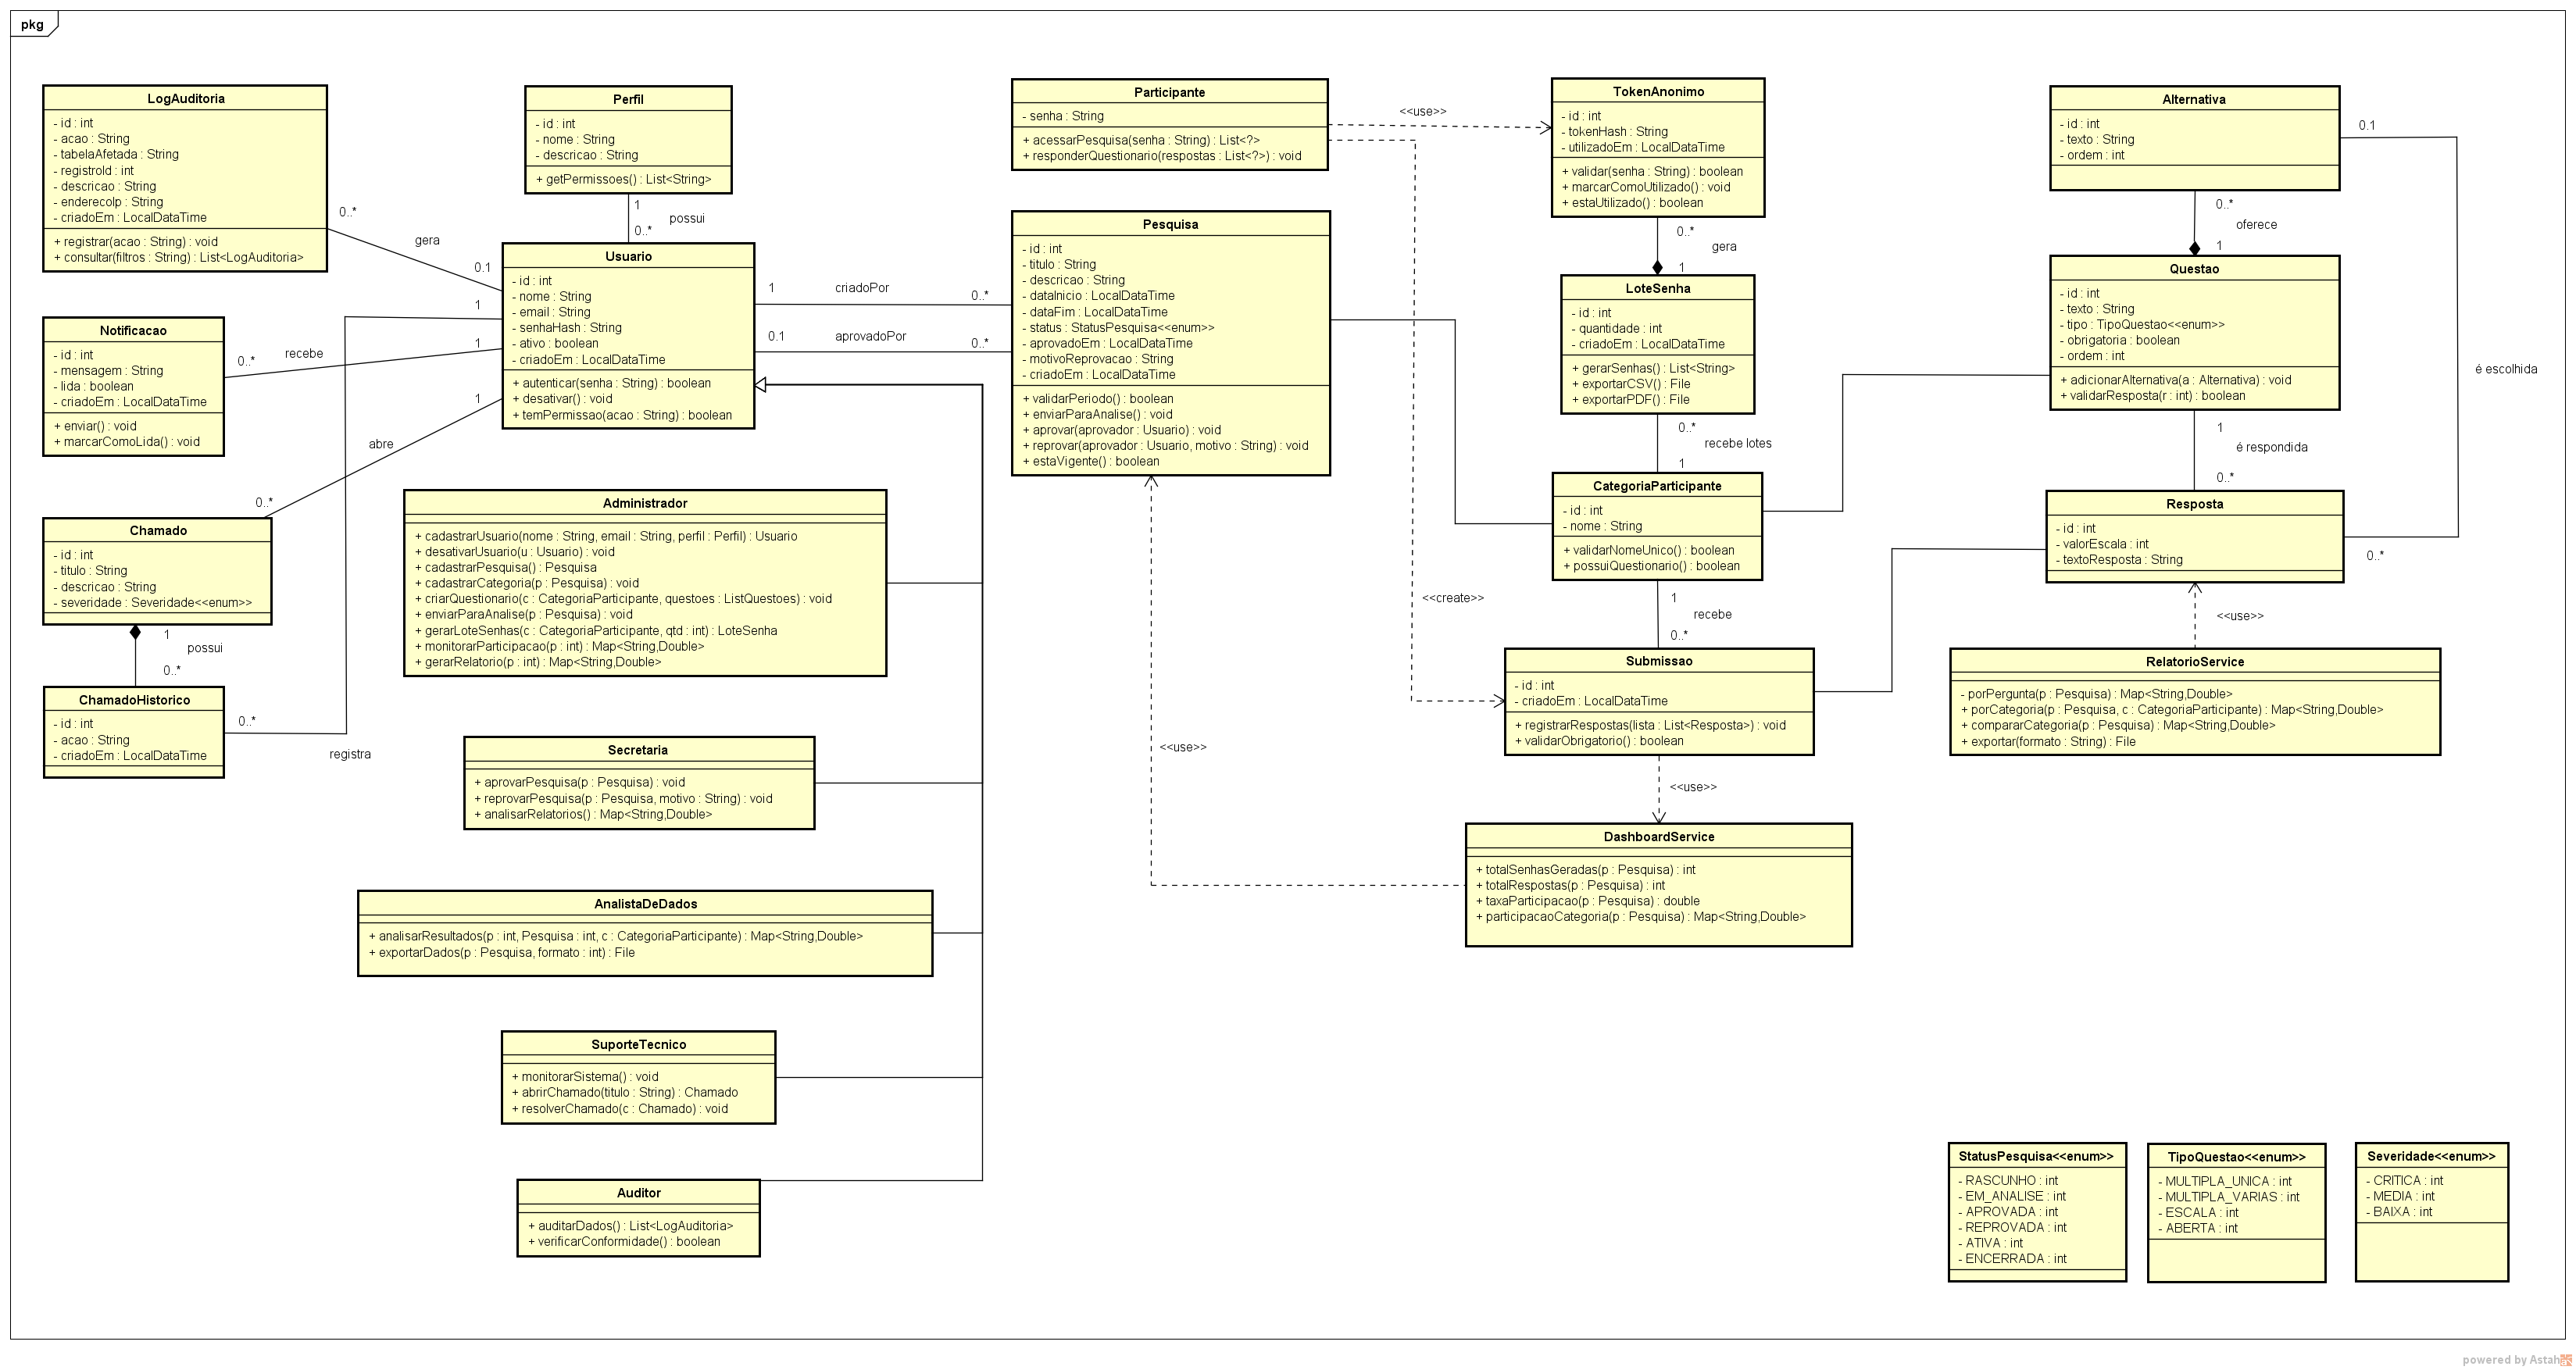 pkg
LogAuditoria
- id : int
- acao : String
- tabelaAfetada : String
- registroId : int
- descricao : String
- enderecoIp : String
- criadoEm : LocalDataTime
+ registrar(acao : String) : void
+ consultar(filtros : String) : List<LogAuditoria>
0..*
gera
0.1
Perfil
- id : int
- nome : String
- descricao : String
+ getPermissoes() : List<String>
1
possui
0..*
Usuario
- id : int
- nome : String
- email : String
- senhaHash : String
- ativo : boolean
- criadoEm : LocalDataTime
+ autenticar(senha : String) : boolean
+ desativar() : void
+ temPermissao(acao : String) : boolean
1
1
1
Notificacao
- id : int
- mensagem : String
- lida : boolean
- criadoEm : LocalDataTime
+ enviar() : void
+ marcarComoLida() : void
0..*
recebe
abre
0..*
Chamado
- id : int
- titulo : String
- descricao : String
- severidade : Severidade<<enum>>
1
possui
0..*
ChamadoHistorico
- id : int
- acao : String
- criadoEm : LocalDataTime
0..*
registra
1
criadoPor
0..*
0.1
aprovadoPor
0..*
Administrador
+ cadastrarUsuario(nome : String, email : String, perfil : Perfil) : Usuario
+ desativarUsuario(u : Usuario) : void
+ cadastrarPesquisa() : Pesquisa
+ cadastrarCategoria(p : Pesquisa) : void
+ criarQuestionario(c : CategoriaParticipante, questoes : ListQuestoes) : void
+ enviarParaAnalise(p : Pesquisa) : void
+ gerarLoteSenhas(c : CategoriaParticipante, qtd : int) : LoteSenha
+ monitorarParticipacao(p : int) : Map<String,Double>
+ gerarRelatorio(p : int) : Map<String,Double>
Secretaria
+ aprovarPesquisa(p : Pesquisa) : void
+ reprovarPesquisa(p : Pesquisa, motivo : String) : void
+ analisarRelatorios() : Map<String,Double>
AnalistaDeDados
+ analisarResultados(p : int, Pesquisa : int, c : CategoriaParticipante) : Map<String,Double>
+ exportarDados(p : Pesquisa, formato : int) : File
SuporteTecnico
+ monitorarSistema() : void
+ abrirChamado(titulo : String) : Chamado
+ resolverChamado(c : Chamado) : void
Auditor
+ auditarDados() : List<LogAuditoria>
+ verificarConformidade() : boolean
Participante
- senha : String
+ acessarPesquisa(senha : String) : List<?>
+ responderQuestionario(respostas : List<?>) : void
<<use>>
Pesquisa
- id : int
- titulo : String
- descricao : String
- dataInicio : LocalDataTime
- dataFim : LocalDataTime
- status : StatusPesquisa<<enum>>
- aprovadoEm : LocalDataTime
- motivoReprovacao : String
- criadoEm : LocalDataTime
+ validarPeriodo() : boolean
+ enviarParaAnalise() : void
+ aprovar(aprovador : Usuario) : void
+ reprovar(aprovador : Usuario, motivo : String) : void
+ estaVigente() : boolean
<<create>>
<<use>>
TokenAnonimo
- id : int
- tokenHash : String
- utilizadoEm : LocalDataTime
+ validar(senha : String) : boolean
+ marcarComoUtilizado() : void
+ estaUtilizado() : boolean
0..*
gera
1
LoteSenha
- id : int
- quantidade : int
- criadoEm : LocalDataTime
+ gerarSenhas() : List<String>
+ exportarCSV() : File
+ exportarPDF() : File
0..*
recebe lotes
1
CategoriaParticipante
- id : int
- nome : String
+ validarNomeUnico() : boolean
+ possuiQuestionario() : boolean
1
recebe
0..*
Submissao
- id : int
- criadoEm : LocalDataTime
+ registrarRespostas(lista : List<Resposta>) : void
+ validarObrigatorio() : boolean
<<use>>
DashboardService
+ totalSenhasGeradas(p : Pesquisa) : int
+ totalRespostas(p : Pesquisa) : int
+ taxaParticipacao(p : Pesquisa) : double
+ participacaoCategoria(p : Pesquisa) : Map<String,Double>
Alternativa
- id : int
- texto : String
- ordem : int
0.1
0..*
oferece
1
Questao
- id : int
- texto : String
- tipo : TipoQuestao<<enum>>
- obrigatoria : boolean
- ordem : int
+ adicionarAlternativa(a : Alternativa) : void
+ validarResposta(r : int) : boolean
é escolhida
1
é respondida
0..*
Resposta
- id : int
- valorEscala : int
- textoResposta : String
0..*
<<use>>
RelatorioService
- porPergunta(p : Pesquisa) : Map<String,Double>
+ porCategoria(p : Pesquisa, c : CategoriaParticipante) : Map<String,Double>
+ compararCategoria(p : Pesquisa) : Map<String,Double>
+ exportar(formato : String) : File
StatusPesquisa<<enum>>
- RASCUNHO : int
- EM_ANALISE : int
- APROVADA : int
- REPROVADA : int
- ATIVA : int
- ENCERRADA : int
TipoQuestao<<enum>>
- MULTIPLA_UNICA : int
- MULTIPLA_VARIAS : int
- ESCALA : int
- ABERTA : int
Severidade<<enum>>
- CRITICA : int
- MEDIA : int
- BAIXA : int
powered by Astah